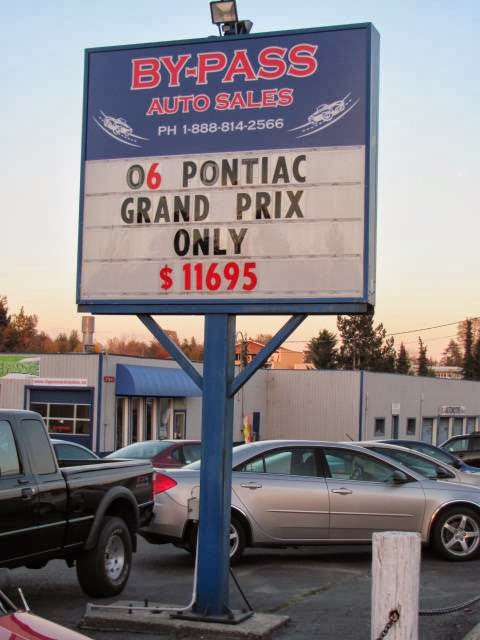 BY-PASS
AUTO SALES
PH 1-888-814-2566
06 PONTIAC
GRAND PRIX
ONLY
$11695